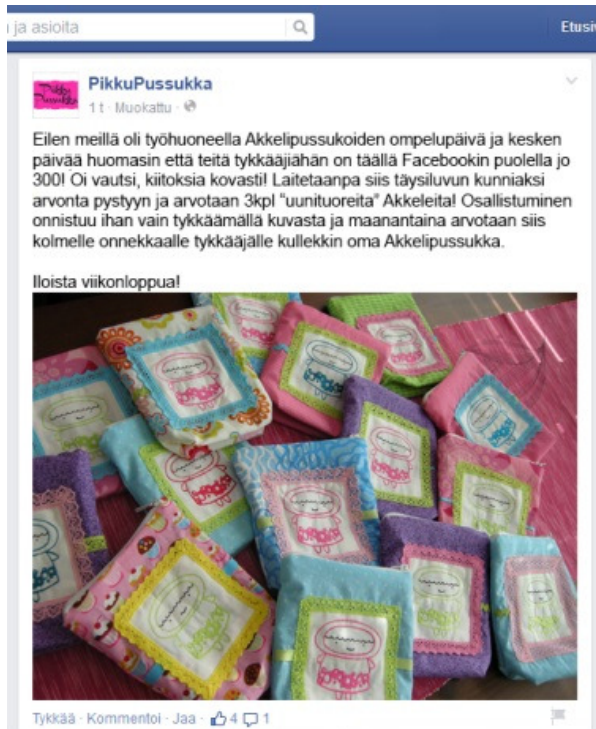 ja asioita
Etusiv
PikkuPussukka
1 t · Muokattu ·
Eilen meillä oli työhuoneella Akkelipussukoiden ompelupäivä ja kesken
päivää huomasin että teitä tykkääjiähän on täällä Facebookin puolella jo
300! Oi vautsi, kiitoksia kovasti! Laitetaanpa siis täysiluvun kunniaksi
arvonta pystyyn ja arvotaan 3kpl "uunituoreita" Akkeleita! Osallistuminen
onnistuu ihan vain tykkäämällä kuvasta ja maanantaina arvotaan siis
kolmelle onnekkaalle tykkääjälle kullekkin oma Akkelipussukka.
Iloista viikonloppua!
Tykkää · Kommentoi · Jaa · 4 1